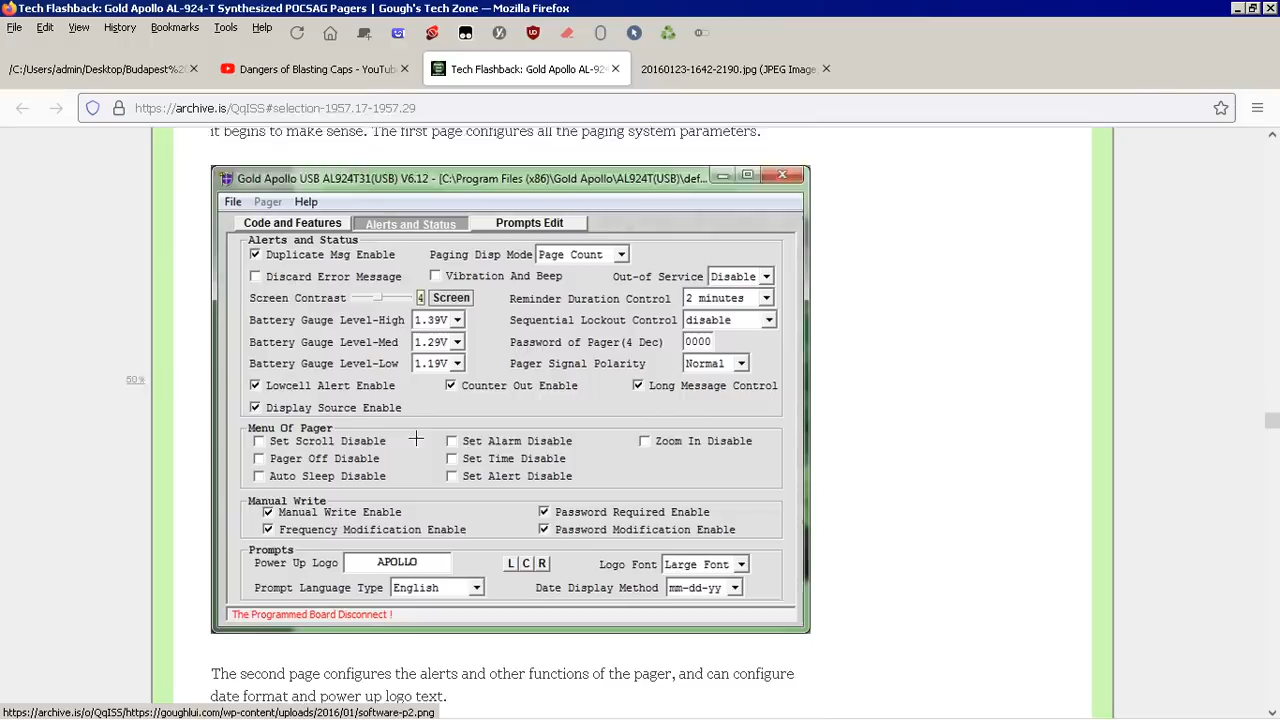 Tech Flashback: Gold Apollo AL-924-T Synthesized POCSAG Pagers | Gough's Tech Zone — Mozilla Firefox
File Edit View History Bookmarks Tools Help
/C:/Users/admin/Desktop/Budapest%2 Dangers of Blasting Caps - YouTub Tech Flashback: Gold Apollo AL-924 20160123-1642-2190.jpg (JPEG Image
https://archive.is/QqISS#selection-1957.17-1957.29
it begins to make sense. The first page configures all the paging system parameters.
Gold Apollo USB AL924T31(USB) V6.12 - [C:\Program Files (x86)\Gold Apollo\AL924T(USB)\def...
File Pager Help
Code and Features Alerts and Status Prompts Edit
Alerts and Status
Duplicate Msg Enable Paging Disp Mode Page Count
Discard Error Message Vibration And Beep Out-of Service Disable
Screen Contrast 4 Screen Reminder Duration Control 2 minutes
Battery Gauge Level-High 1.39V Sequential Lockout Control disable
Battery Gauge Level-Med 1.29V Password of Pager(4 Dec) 0000
50%
Battery Gauge Level-Low 1.19V Pager Signal Polarity Normal
Lowcell Alert Enable Counter Out Enable Long Message Control
Display Source Enable
Menu Of Pager
Set Scroll Disable Set Alarm Disable Zoom In Disable
Pager Off Disable Set Time Disable
Auto Sleep Disable Set Alert Disable
Manual Write
Manual Write Enable Password Required Enable
Frequency Modification Enable Password Modification Enable
Prompts
Power Up Logo APOLLO L C R Logo Font Large Font
Prompt Language Type English Date Display Method mm-dd-yy
The Programmed Board Disconnect !
The second page configures the alerts and other functions of the pager, and can configure
date format and power up logo text.
https://archive.is/o/QqISS/https://goughlui.com/wp-content/uploads/2016/01/software-p2.png